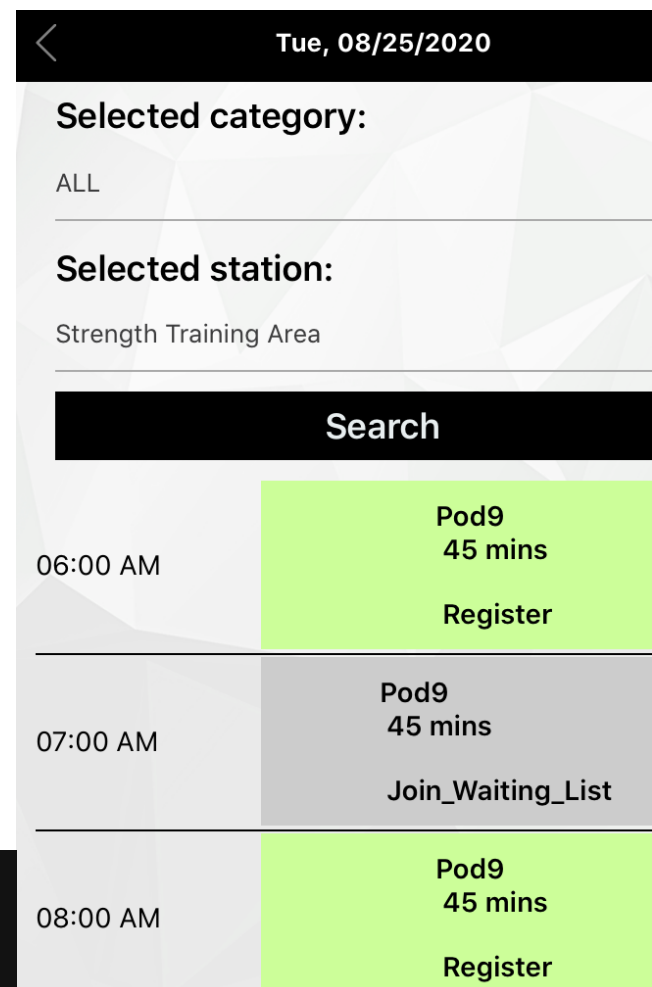 Tue, 08/25/2020
Selected category:
ALL
Selected station:
Strength Training Area
Search
06:00 AM
Pod9
45 mins
Register
07:00 AM
Pod9
45 mins
Join_Waiting_List
08:00 AM
Pod9
45 mins
Register